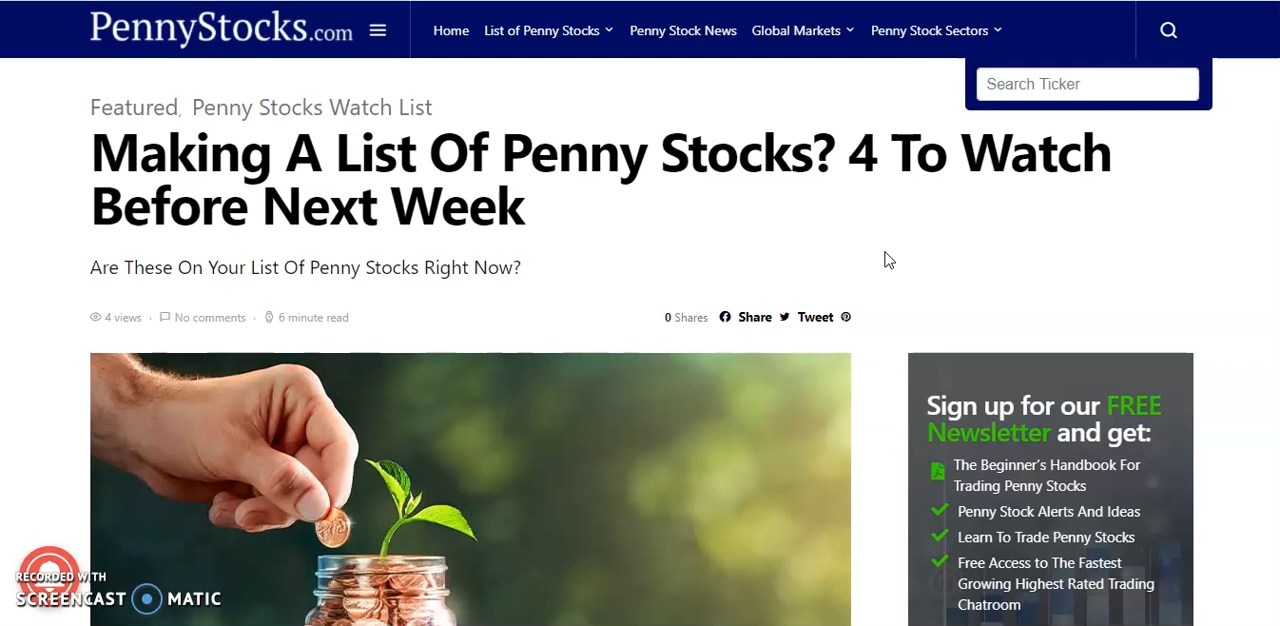 PennyStocks.com
Home List of Penny Stocks Penny Stock News Global Markets Penny Stock Sectors
Search Ticker
Featured, Penny Stocks Watch List
Making A List Of Penny Stocks? 4 To Watch
Before Next Week
Are These On Your List Of Penny Stocks Right Now?
4 views · No comments · 6 minute read
0 Shares Share Tweet
Sign up for our FREE
Newsletter and get:
The Beginner's Handbook For
Trading Penny Stocks
Penny Stock Alerts And Ideas
Learn To Trade Penny Stocks
Free Access to The Fastest
Growing Highest Rated Trading
Chatroom
RECORDED WITH
SCREENCAST MATIC